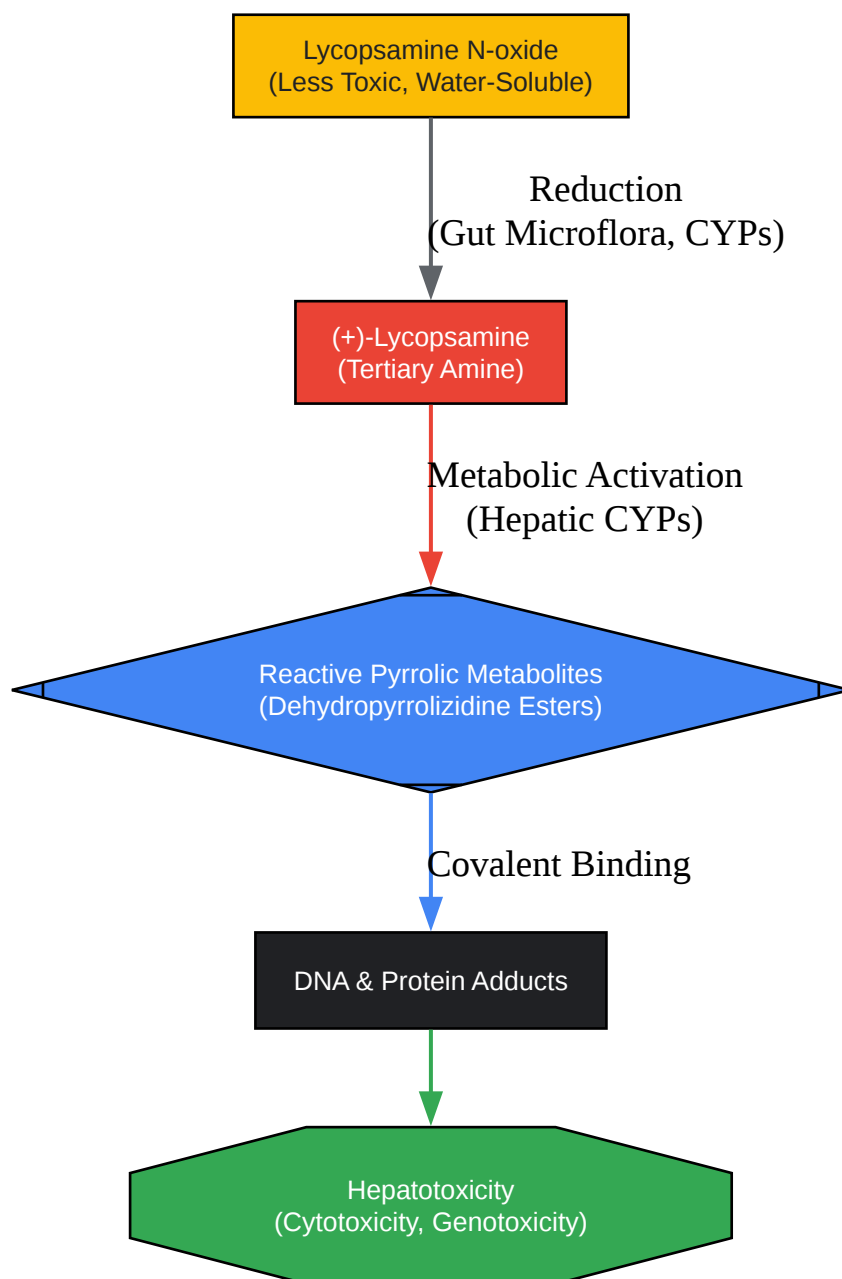 Lycopsamine N-oxide
(Less Toxic, Water-Soluble)
Reduction
(Gut Microflora, CYPs)
(+)-Lycopsamine
(Tertiary Amine)
Metabolic Activation
(Hepatic CYPs)
Reactive Pyrrolic Metabolites
(Dehydropyrrolizidine Esters)
Covalent Binding
DNA & Protein Adducts
Hepatotoxicity
(Cytotoxicity, Genotoxicity)